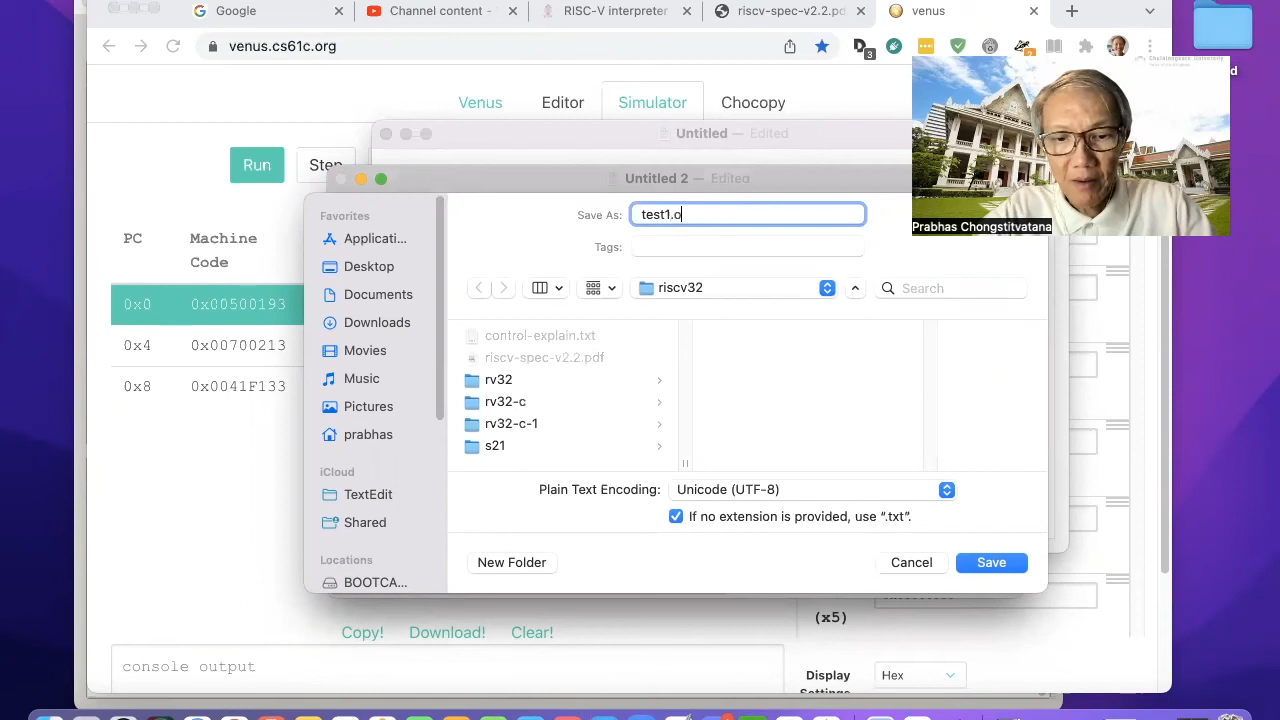 Google
Channel content -
RISC-V interpreter
riscv-spec-v2.2.pdf
venus
venus.cs61c.org
3
Venus
Editor
Simulator
Chocopy
Untitled — Edited
Run
Step
Untitled 2 — Edited
Prabhas Chongstitvatana
Save As:
test1.o
Tags:
PC
Machine
Code
0x0
0x00500193
0x4
0x00700213
0x8
0x0041F133
Favorites
Applicati...
Desktop
Documents
Downloads
Movies
Music
Pictures
prabhas
iCloud
TextEdit
Shared
Locations
BOOTCA...
riscv32
Search
control-explain.txt
riscv-spec-v2.2.pdf
rv32
rv32-c
rv32-c-1
s21
Plain Text Encoding:
Unicode (UTF-8)
If no extension is provided, use “.txt”.
New Folder
Cancel
Save
(x5)
Copy!
Download!
Clear!
console output
Display
Hex